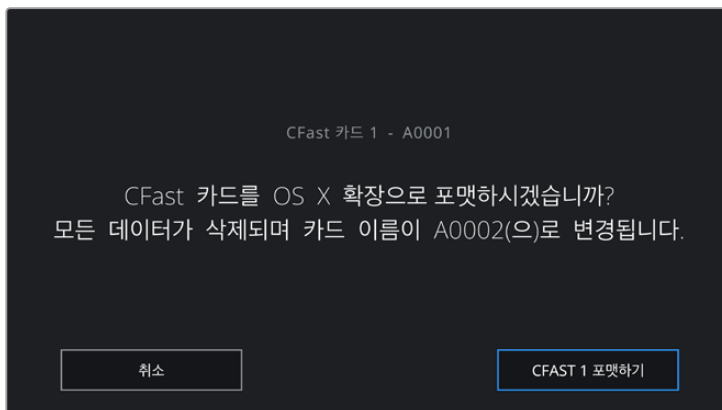 CFast 카드 1 - A0001
CFast 카드를 OS X 확장으로 포맷하시겠습니까?
모든 데이터가 삭제되며 카드 이름이 A0002(으)로 변경됩니다.
취소
CFAST 1 포맷하기